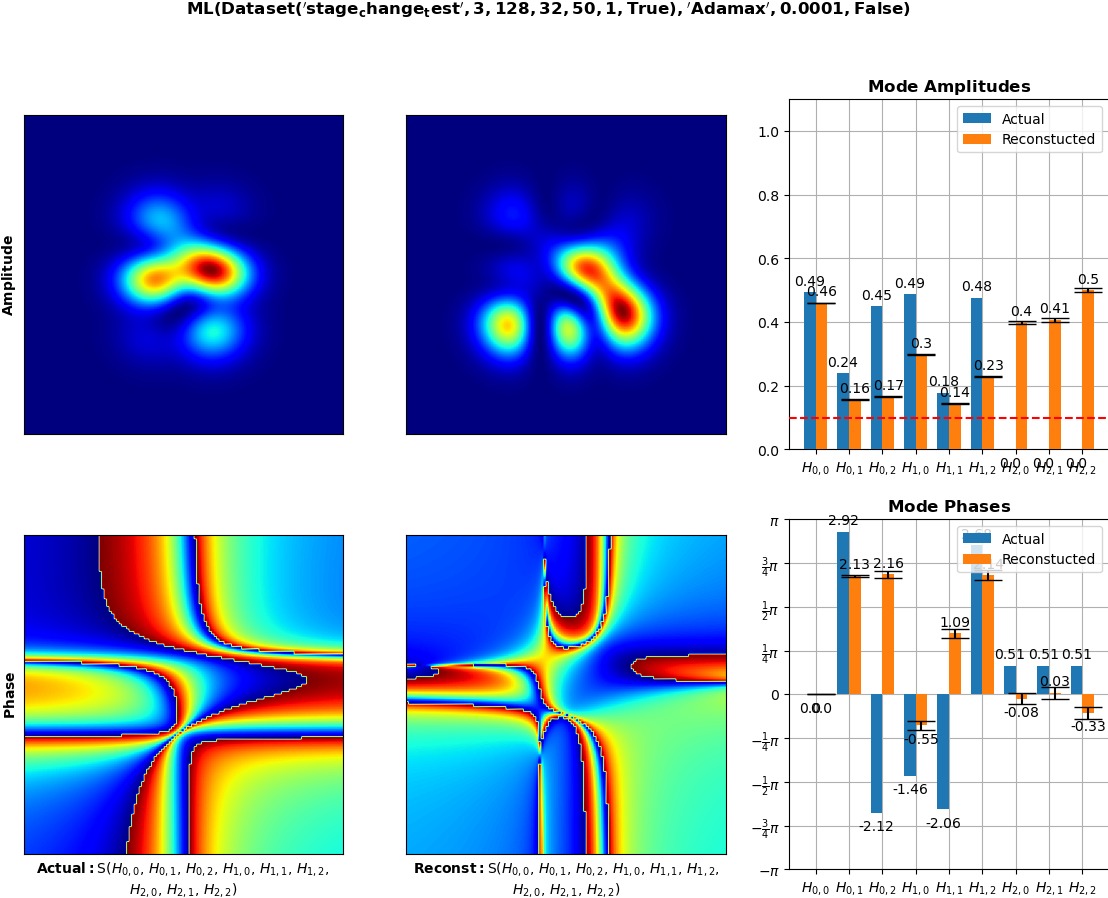 ML(Dataset('stage_change_test', 3, 128, 32, 50, 1, True), 'Adamax', 0.0001, False)
Amplitude
Mode Amplitudes
Actual
Reconstucted
1.0
0.8
0.6
0.4
0.2
0.0
0.49
0.46
0.24
0.16
0.45
0.17
0.49
0.3
0.18
0.14
0.48
0.23
0.4
0.41
0.5
0.0
0.0
0.0
H0,0 H0,1 H0,2 H1,0 H1,1 H1,2 H2,0 H2,1 H2,2
Phase
Actual: S(H0,0, H0,1, H0,2, H1,0, H1,1, H1,2,
H2,0, H2,1, H2,2)
Reconst: S(H0,0, H0,1, H0,2, H1,0, H1,1, H1,2,
H2,0, H2,1, H2,2)
Mode Phases
Actual
Reconstucted
π
3/4π
1/2π
1/4π
0
−1/4π
−1/2π
−3/4π
−π
0.0
0.0
2.92
2.13
-2.12
2.16
-1.46
-0.55
-2.06
1.09
0.51
-0.08
0.51
0.03
0.51
-0.33
H0,0 H0,1 H0,2 H1,0 H1,1 H1,2 H2,0 H2,1 H2,2